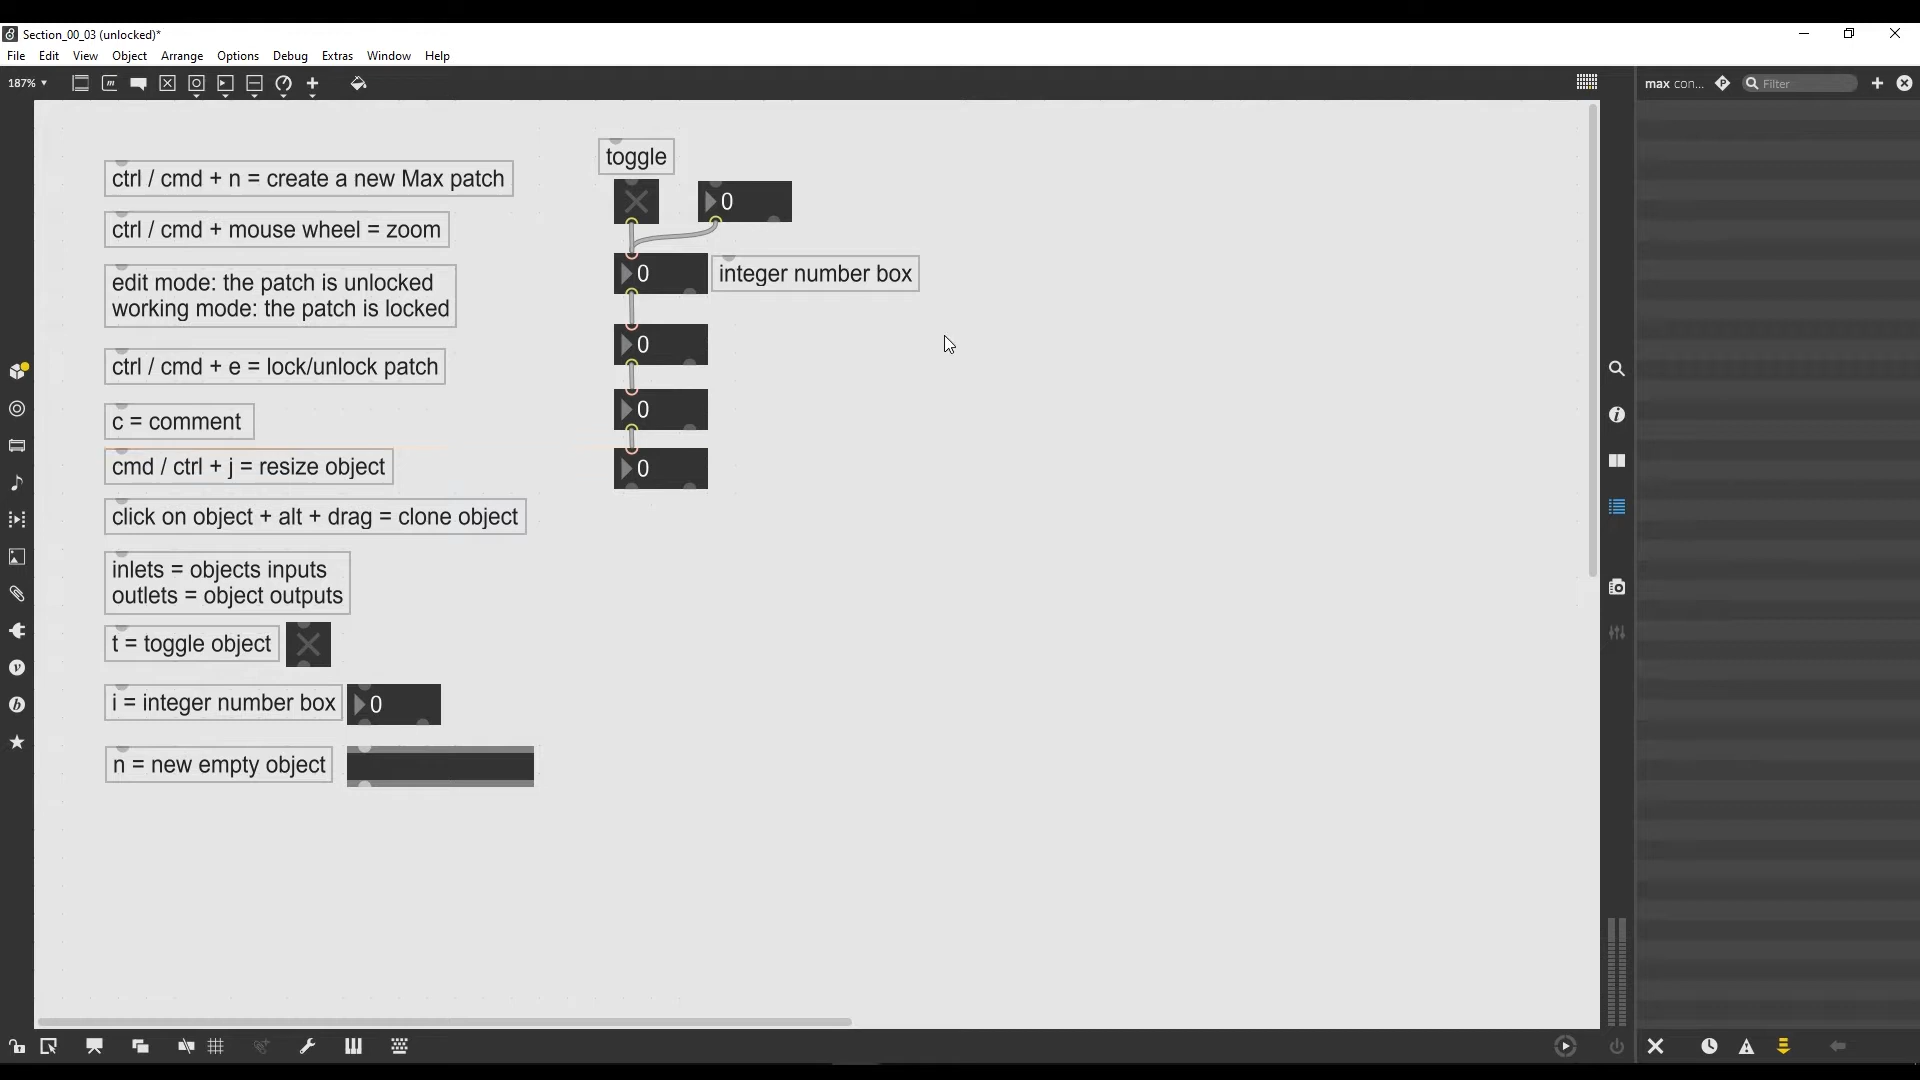 Section_00_03 (unlocked)*
File Edit View Object Arrange Options Debug Extras Window Help
187%
max con... Filter
ctrl / cmd + n = create a new Max patch
ctrl / cmd + mouse wheel = zoom
edit mode: the patch is unlocked
working mode: the patch is locked
ctrl / cmd + e = lock/unlock patch
c = comment
cmd / ctrl + j = resize object
click on object + alt + drag = clone object
inlets = objects inputs
outlets = object outputs
t = toggle object
i = integer number box
0
n = new empty object
toggle
0
0
integer number box
0
0
0